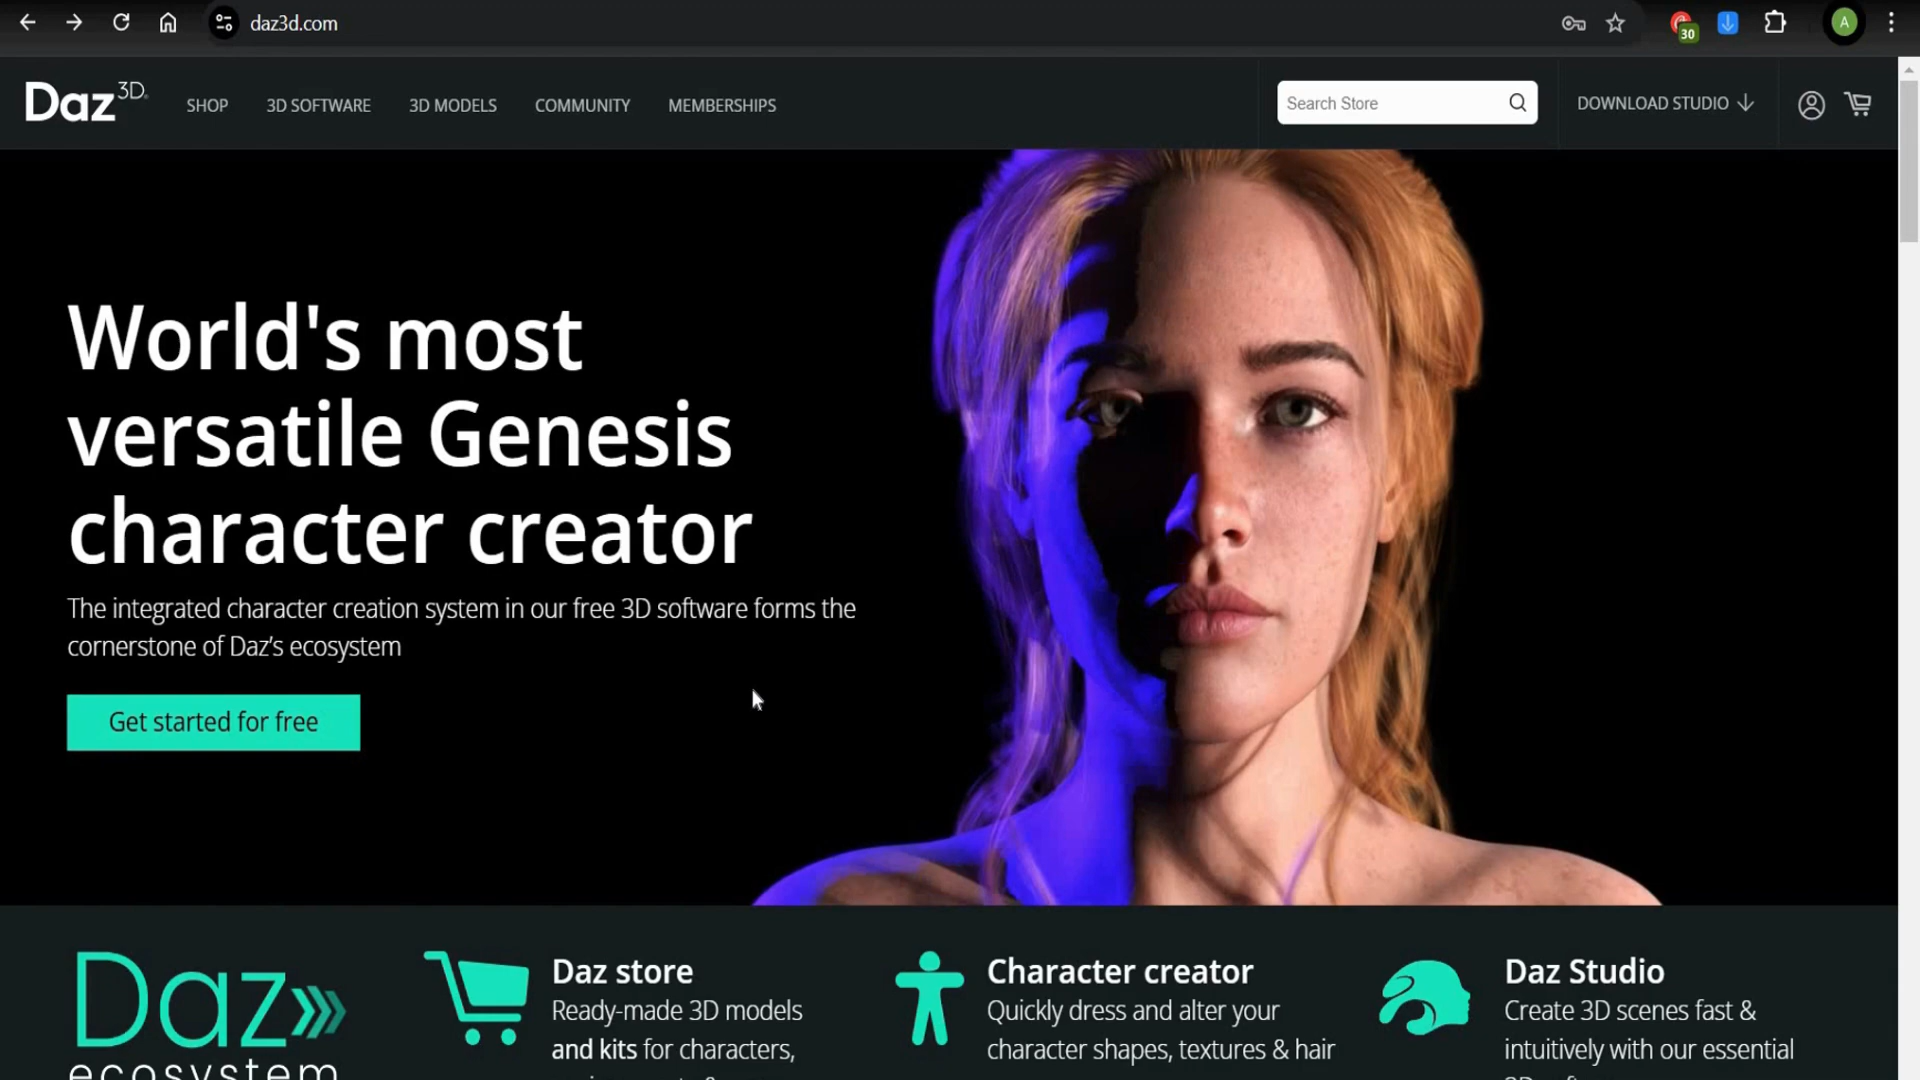 daz3d.com
30
A
Daz 3D
SHOP
3D SOFTWARE
3D MODELS
COMMUNITY
MEMBERSHIPS
Search Store
DOWNLOAD STUDIO
World's most
versatile Genesis
character creator
The integrated character creation system in our free 3D software forms the
cornerstone of Daz’s ecosystem
Get started for free
Daz
ecosystem
Daz store
Ready-made 3D models
and kits for characters,
Character creator
Quickly dress and alter your
character shapes, textures & hair
Daz Studio
Create 3D scenes fast &
intuitively with our essential